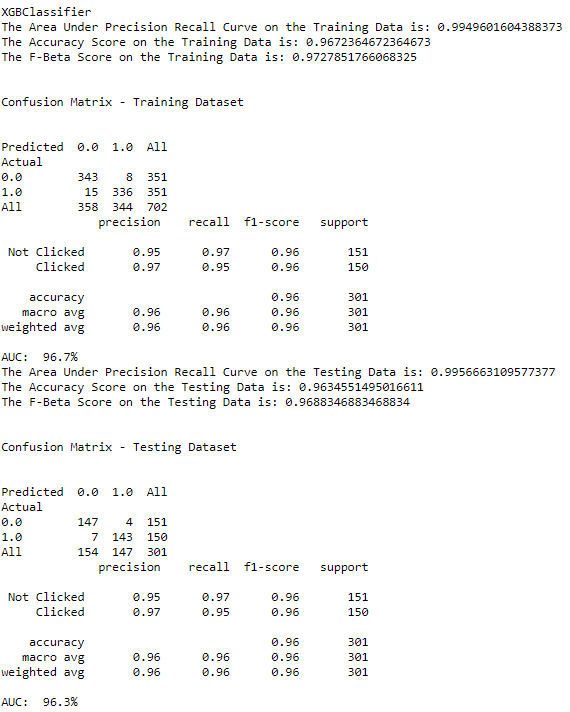 XGBClassifier
The Area Under Precision Recall Curve on the Training Data is: 0.9949601604388373
The Accuracy Score on the Training Data is: 0.9672364672364673
The F-Beta Score on the Training Data is: 0.9727851766068325
Confusion Matrix - Training Dataset
Predicted 0.0 1.0 All
Actual
0.0 343 8 351
1.0 15 336 351
All 358 344 702
precision recall f1-score support
Not Clicked 0.95 0.97 0.96 151
Clicked 0.97 0.95 0.96 150
accuracy 0.96 301
macro avg 0.96 0.96 0.96 301
weighted avg 0.96 0.96 0.96 301
AUC: 96.7%
The Area Under Precision Recall Curve on the Testing Data is: 0.9956663109577377
The Accuracy Score on the Testing Data is: 0.9634551495016611
The F-Beta Score on the Testing Data is: 0.9688346883468834
Confusion Matrix - Testing Dataset
Predicted 0.0 1.0 All
Actual
0.0 147 4 151
1.0 7 143 150
All 154 147 301
precision recall f1-score support
Not Clicked 0.95 0.97 0.96 151
Clicked 0.97 0.95 0.96 150
accuracy 0.96 301
macro avg 0.96 0.96 0.96 301
weighted avg 0.96 0.96 0.96 301
AUC: 96.3%